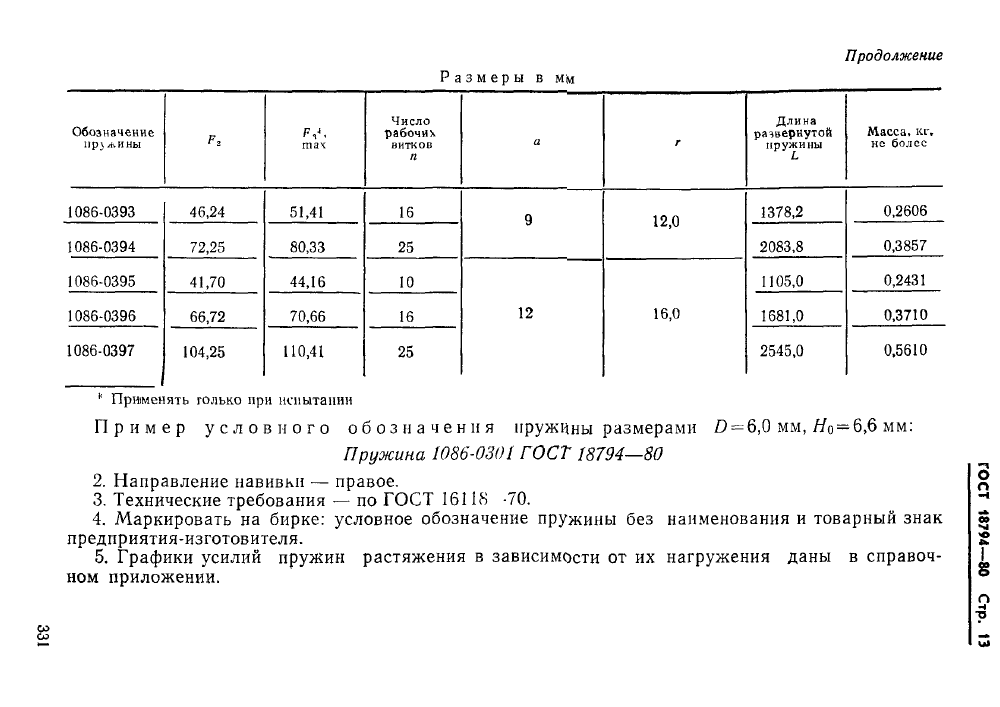 Продолжение
Размеры в мм
Обозначение пружины F₂ F₃*, max Число рабочих витков n a r Длина развернутой пружины L Масса, кг, не более
1086-0393 46,24 51,41 16 9 12,0 1378,2 0,2606
1086-0394 72,25 80,33 25 2083,8 0,3857
1086-0395 41,70 44,16 10 12 16,0 1105,0 0,2431
1086-0396 66,72 70,66 16 1681,0 0,3710
1086-0397 104,25 110,41 25 2545,0 0,5610
* Применять только при испытании
Пример условного обозначения пружины размерами D=6,0 мм, H₀=6,6 мм:
Пружина 1086-0301 ГОСТ 18794—80
2. Направление навивки — правое.
3. Технические требования — по ГОСТ 16118-70.
4. Маркировать на бирке: условное обозначение пружины без наименования и товарный знак
предприятия-изготовителя.
5. Графики усилий пружин растяжения в зависимости от их нагружения даны в справоч-
ном приложении.
331
ГОСТ 18794—80 Стр. 13